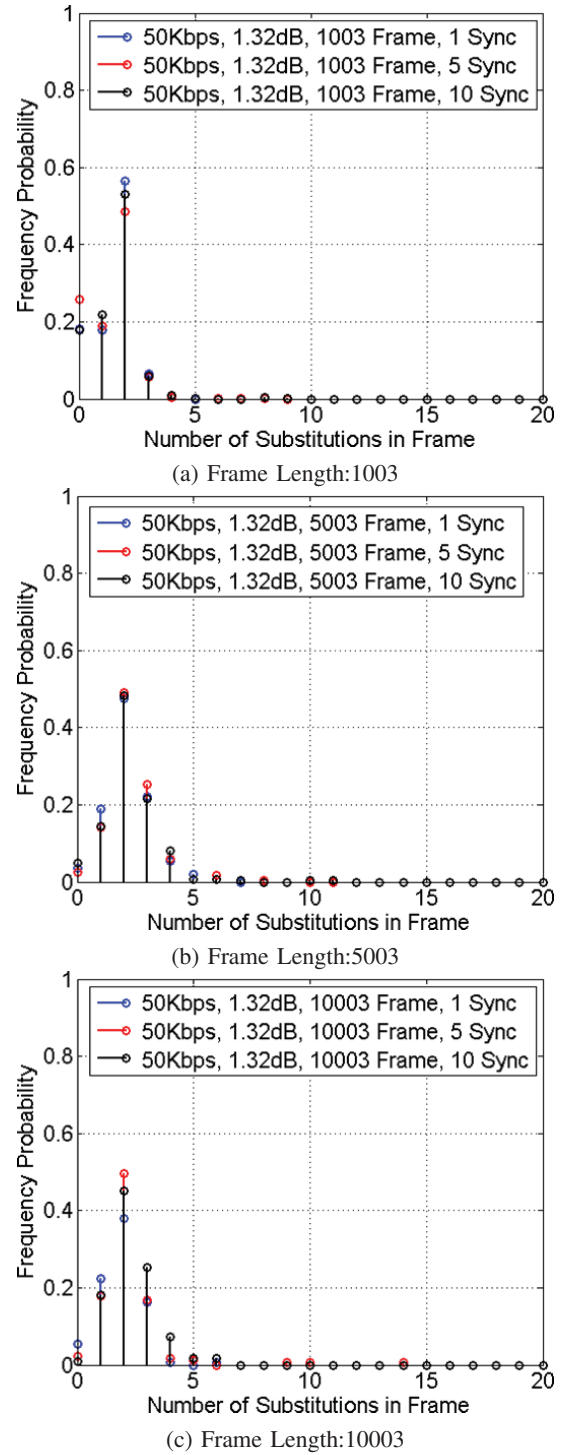 1
0.8
0.6
0.4
0.2
0
Frequency Probability
50Kbps, 1.32dB, 1003 Frame, 1 Sync
50Kbps, 1.32dB, 1003 Frame, 5 Sync
50Kbps, 1.32dB, 1003 Frame, 10 Sync
0 5 10 15 20
Number of Substitutions in Frame
(a) Frame Length:1003
1
0.8
0.6
0.4
0.2
0
Frequency Probability
50Kbps, 1.32dB, 5003 Frame, 1 Sync
50Kbps, 1.32dB, 5003 Frame, 5 Sync
50Kbps, 1.32dB, 5003 Frame, 10 Sync
0 5 10 15 20
Number of Substitutions in Frame
(b) Frame Length:5003
1
0.8
0.6
0.4
0.2
0
Frequency Probability
50Kbps, 1.32dB, 10003 Frame, 1 Sync
50Kbps, 1.32dB, 10003 Frame, 5 Sync
50Kbps, 1.32dB, 10003 Frame, 10 Sync
0 5 10 15 20
Number of Substitutions in Frame
(c) Frame Length:10003